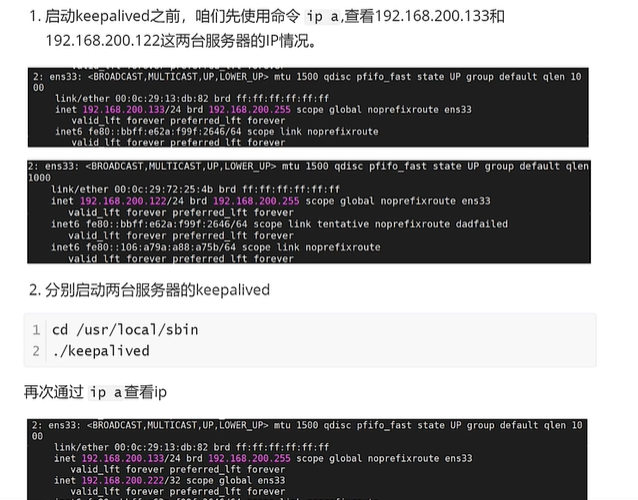 1. 启动keepalived之前，咱们先使用命令 ip a,查看192.168.200.133和
192.168.200.122这两台服务器的IP情况。
2: ens33: <BROADCAST,MULTICAST,UP,LOWER_UP> mtu 1500 qdisc pfifo_fast state UP group default qlen 10
00
link/ether 00:0c:29:13:db:82 brd ff:ff:ff:ff:ff:ff
inet 192.168.200.133/24 brd 192.168.200.255 scope global noprefixroute ens33
valid_lft forever preferred_lft forever
inet6 fe80::bbff:e62a:f99f:2646/64 scope link noprefixroute
valid_lft forever preferred_lft forever
2: ens33: <BROADCAST,MULTICAST,UP,LOWER_UP> mtu 1500 qdisc pfifo_fast state UP group default qlen
1000
link/ether 00:0c:29:72:25:4b brd ff:ff:ff:ff:ff:ff
inet 192.168.200.122/24 brd 192.168.200.255 scope global noprefixroute ens33
valid_lft forever preferred_lft forever
inet6 fe80::bbff:e62a:f99f:2646/64 scope link tentative noprefixroute dadfailed
valid_lft forever preferred_lft forever
inet6 fe80::106:a79a:a88:a75b/64 scope link noprefixroute
valid_lft forever preferred_lft forever
2. 分别启动两台服务器的keepalived
1 cd /usr/local/sbin
2 ./keepalived
再次通过 ip a查看ip
2: ens33: <BROADCAST,MULTICAST,UP,LOWER_UP> mtu 1500 qdisc pfifo_fast state UP group default qlen 10
00
link/ether 00:0c:29:13:db:82 brd ff:ff:ff:ff:ff:ff
inet 192.168.200.133/24 brd 192.168.200.255 scope global noprefixroute ens33
valid_lft forever preferred_lft forever
inet 192.168.200.222/32 scope global ens33
valid_lft forever preferred_lft forever